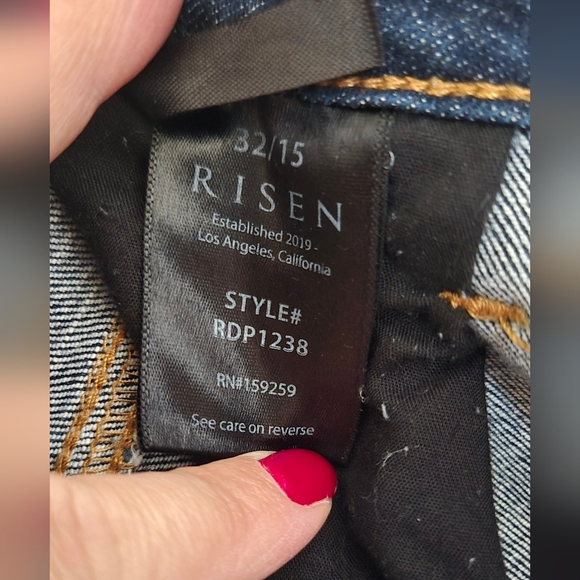 32/15
RISEN
Established 2019 -
Los Angeles, California
STYLE#
RDP1238
RN#159259
See care on reverse